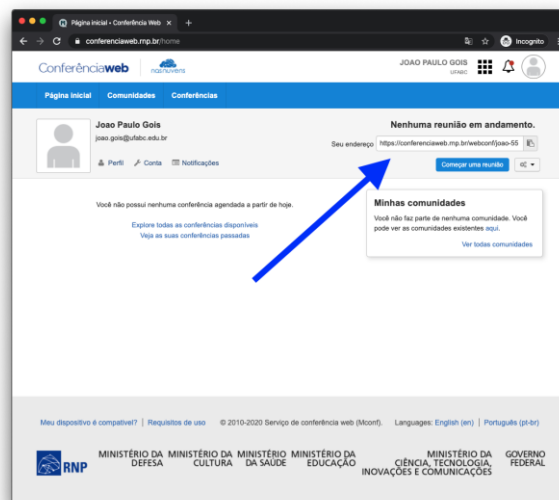 Página inicial - Conferência Web
conferenciaweb.rnp.br/home
Incognito
Conferênciaweb
nasnuvens
JOAO PAULO GOIS
UFABC
Página Inicial Comunidades Conferências
Joao Paulo Gois
joao.gois@ufabc.edu.br
Perfil Conta Notificações
Nenhuma reunião em andamento.
Seu endereço https://conferenciaweb.rnp.br/webconf/joao-55
Começar uma reunião
Você não possui nenhuma conferência agendada a partir de hoje.
Explore todas as conferências disponíveis
Veja as suas conferências passadas
Minhas comunidades
Você não faz parte de nenhuma comunidade. Você
pode ver as comunidades existentes aqui.
Ver todas comunidades
Meu dispositivo é compatível? | Requisitos de uso © 2010-2020 Serviço de conferência web (Mconf). Languages: English (en) | Português (pt-br)
RNP
MINISTÉRIO DA
DEFESA
MINISTÉRIO DA
CULTURA
MINISTÉRIO
DA SAÚDE
MINISTÉRIO DA
EDUCAÇÃO
MINISTÉRIO DA
CIÊNCIA, TECNOLOGIA,
INOVAÇÕES E COMUNICAÇÕES
GOVERNO
FEDERAL